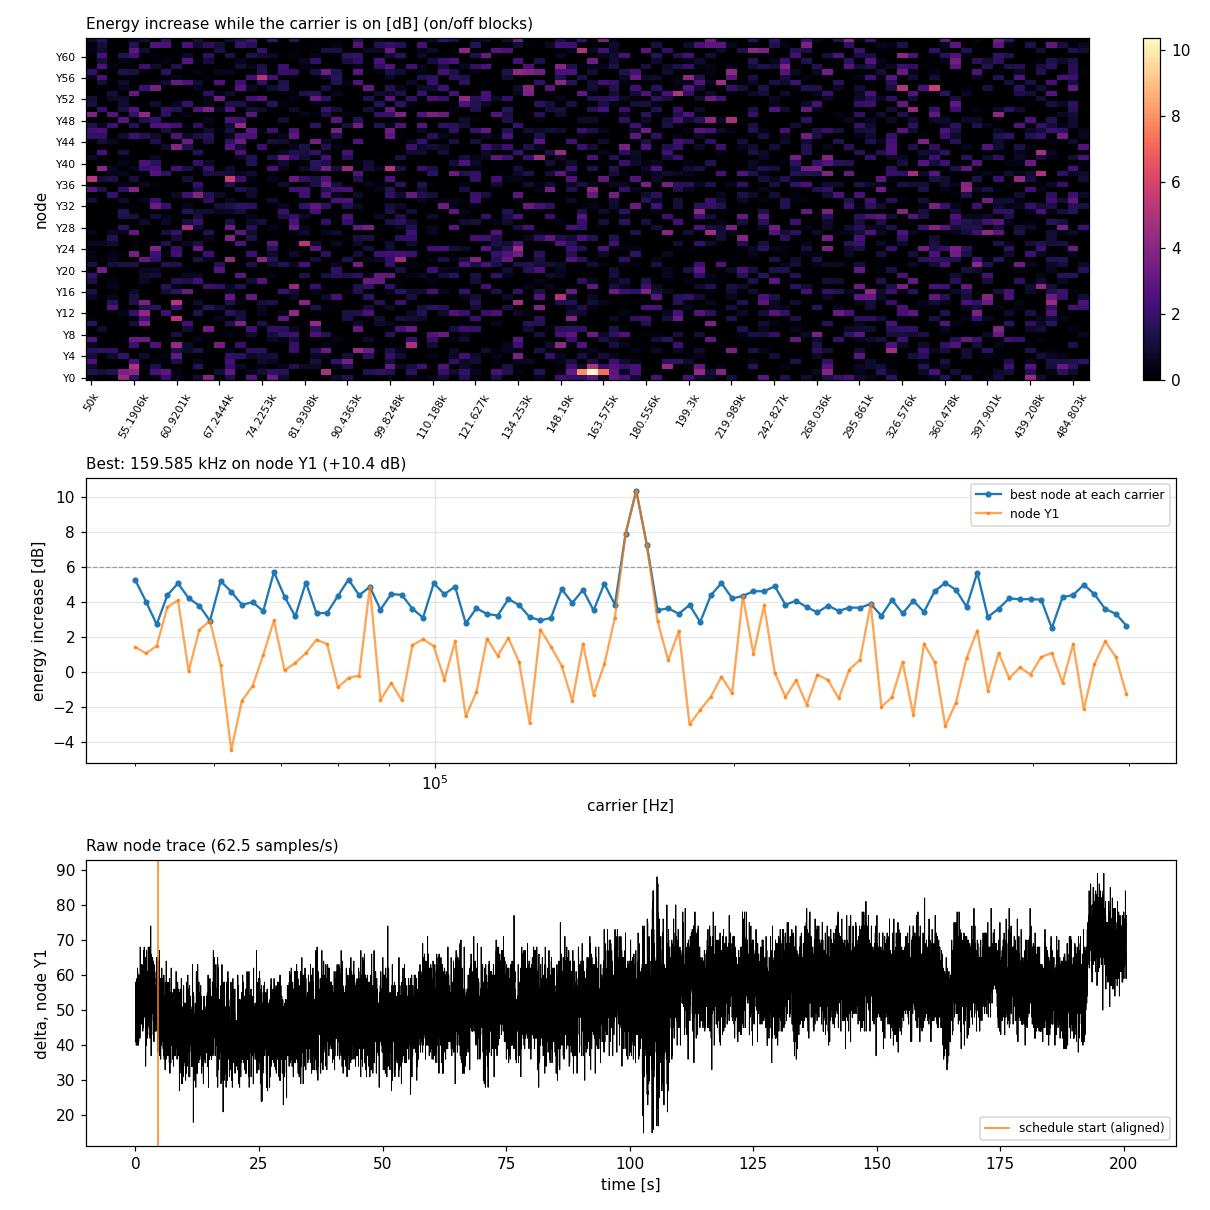 Energy increase while the carrier is on [dB] (on/off blocks)
node
Y60
Y56
Y52
Y48
Y44
Y40
Y36
Y32
Y28
Y24
Y20
Y16
Y12
Y8
Y4
Y0
50k
55.1906k
60.9201k
67.2444k
74.2253k
81.9308k
90.4363k
99.8248k
110.188k
121.627k
134.253k
148.19k
163.575k
180.556k
199.3k
219.989k
242.827k
268.036k
295.861k
326.576k
360.478k
397.901k
439.208k
484.803k
10
8
6
4
2
0
Best: 159.585 kHz on node Y1 (+10.4 dB)
energy increase [dB]
10
8
6
4
2
0
−2
−4
best node at each carrier
node Y1
10⁵
carrier [Hz]
Raw node trace (62.5 samples/s)
delta, node Y1
90
80
70
60
50
40
30
20
schedule start (aligned)
0
25
50
75
100
125
150
175
200
time [s]